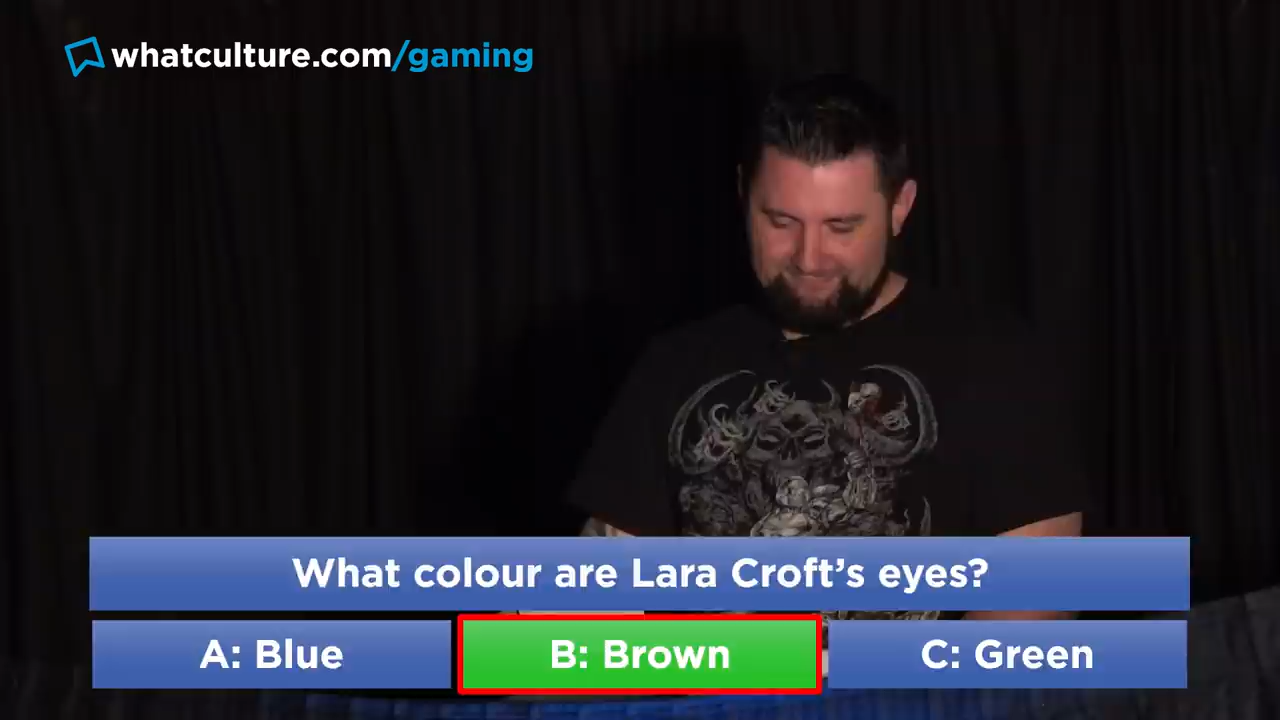 whatculture.com/gaming
What colour are Lara Croft's eyes?
A: Blue
B: Brown
C: Green